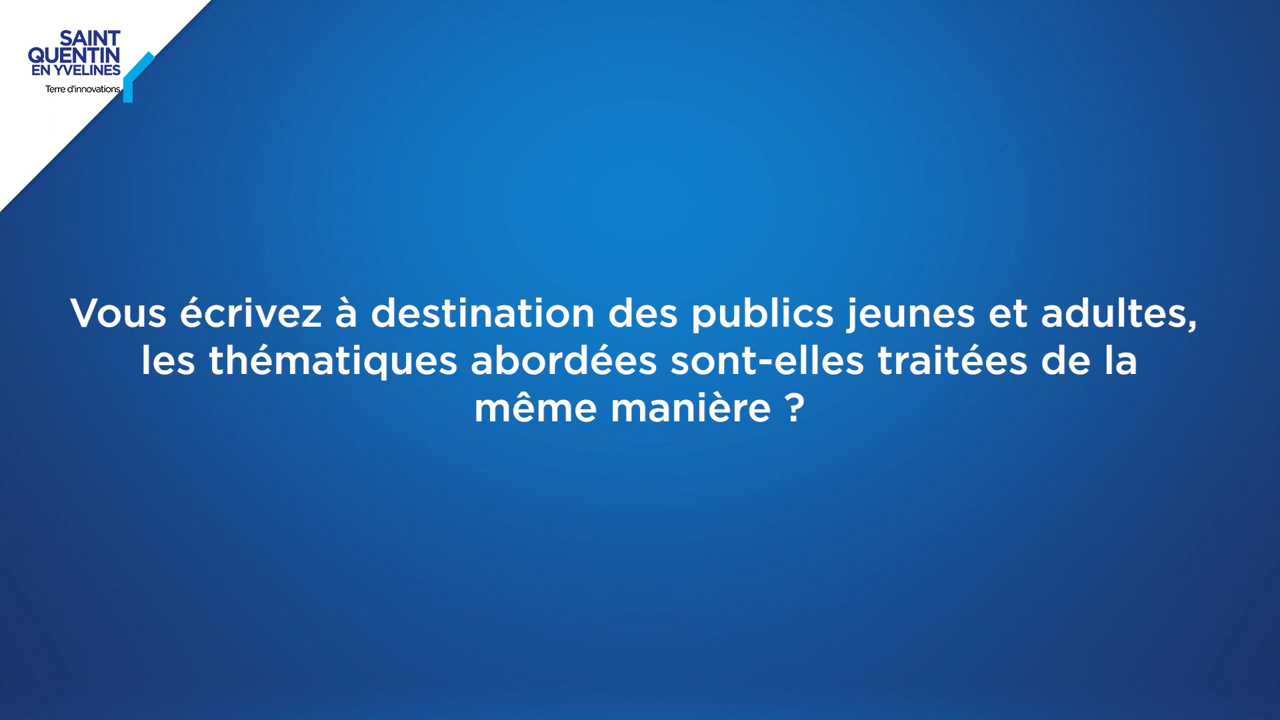 SAINT
QUENTIN
EN YVELINES
Terre d'innovations
Vous écrivez à destination des publics jeunes et adultes,
les thématiques abordées sont-elles traitées de la
même manière ?